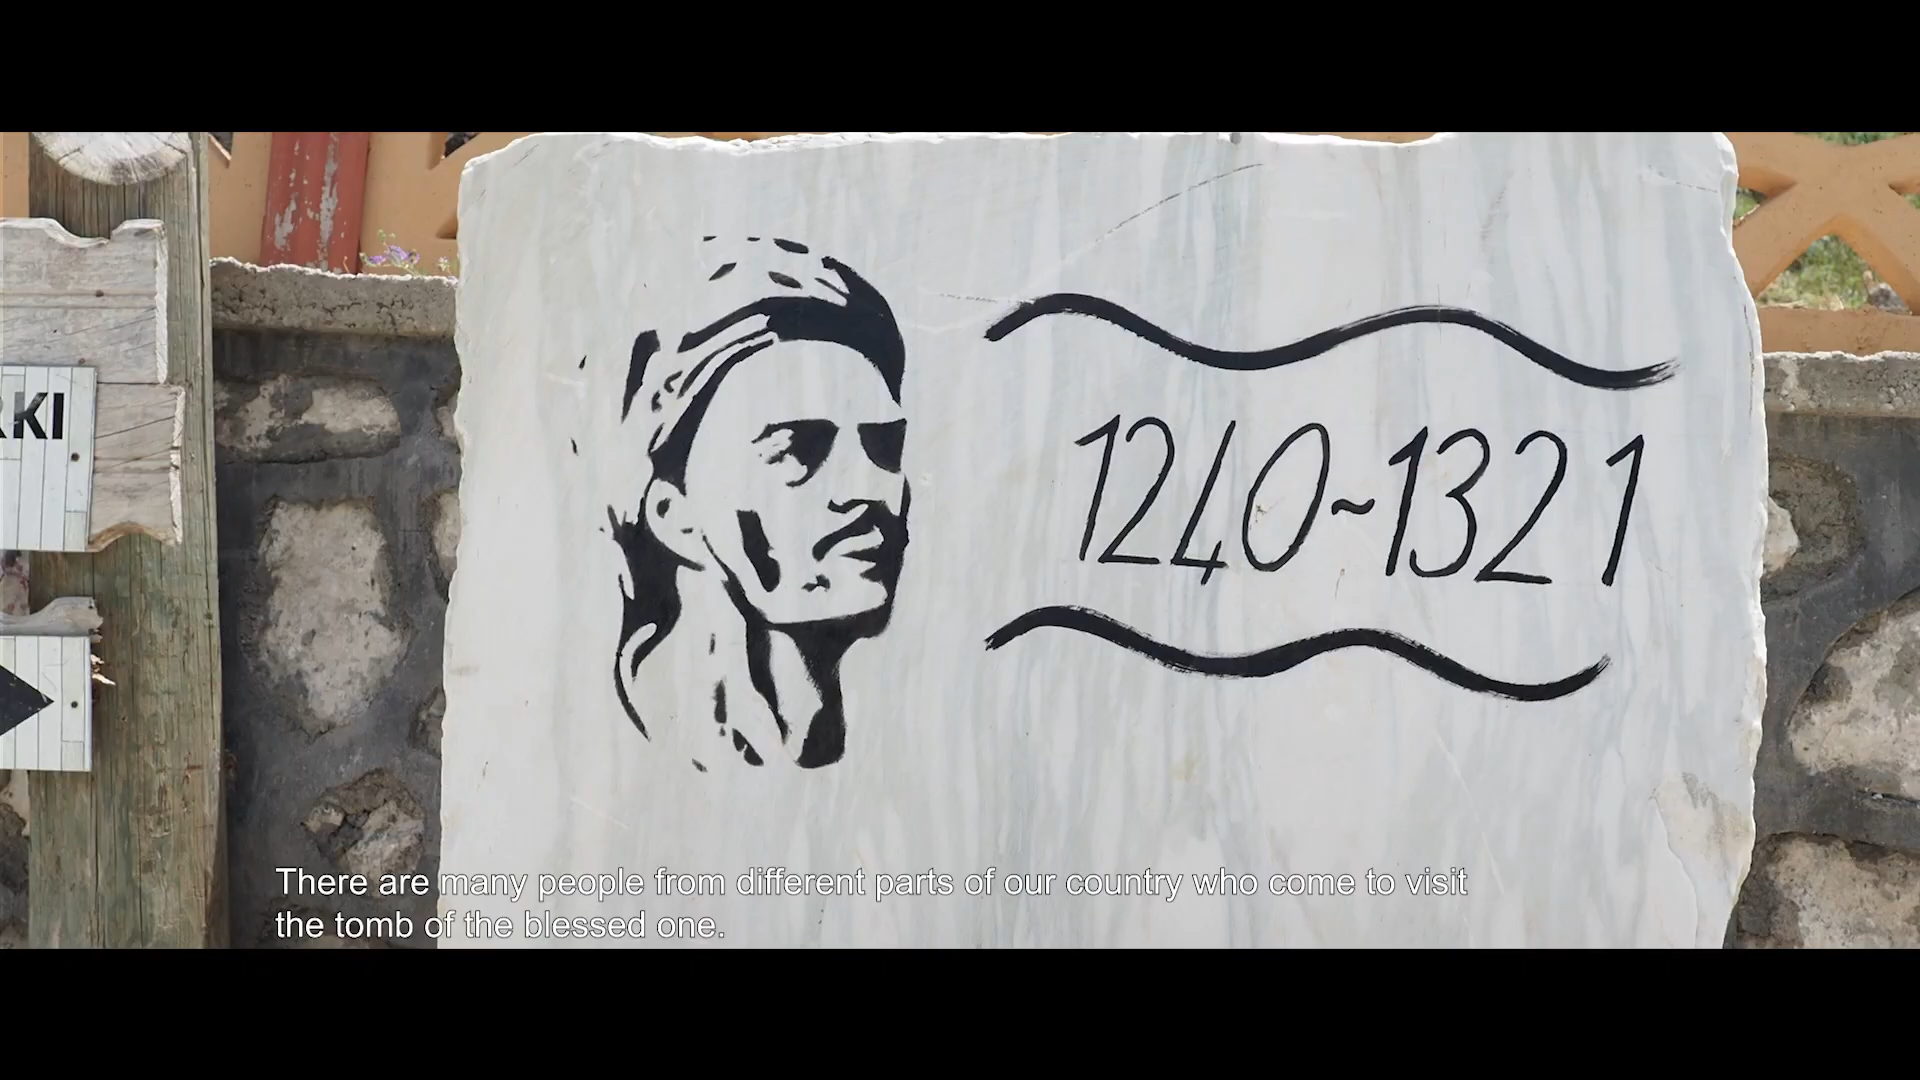 RKI
1240~1321
There are many people from different parts of our country who come to visit
the tomb of the blessed one.